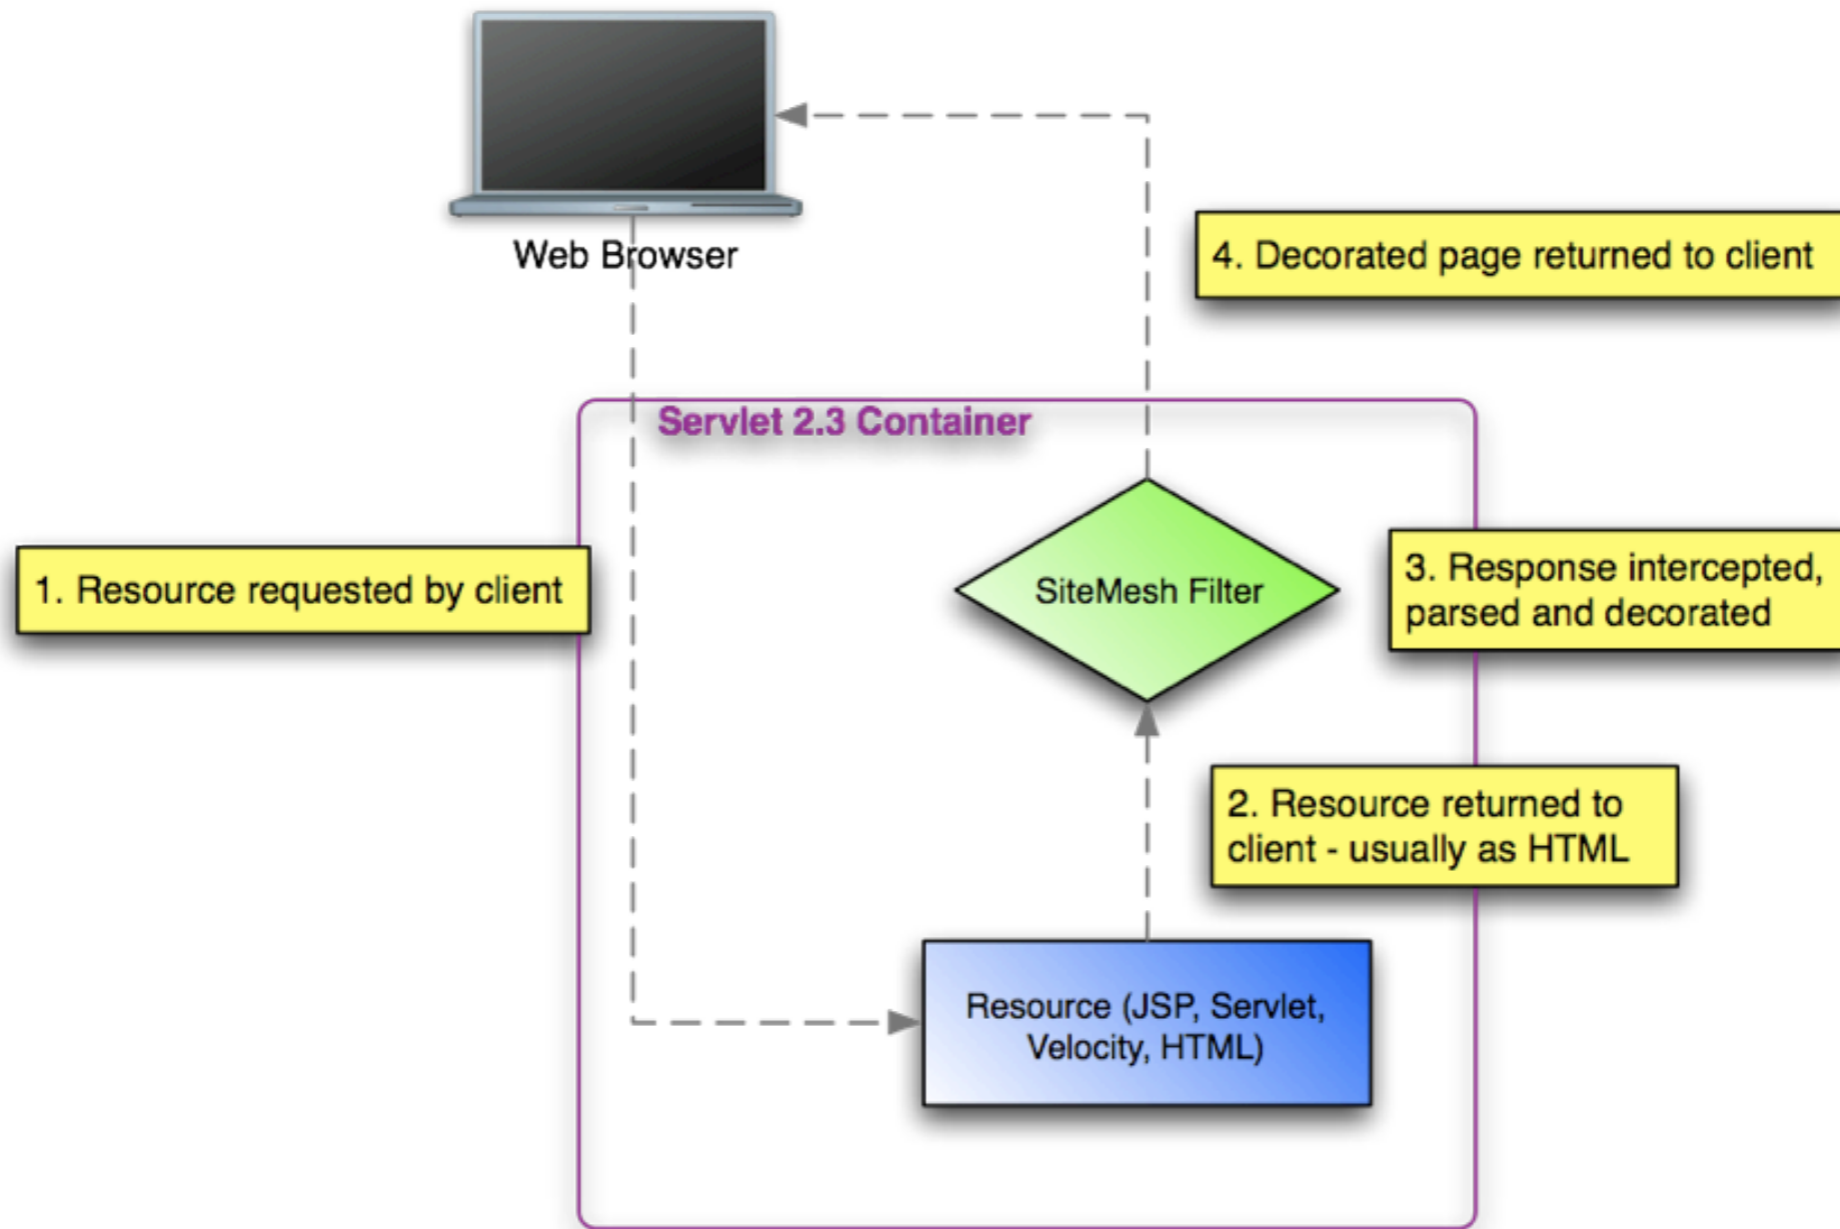 Web Browser
4. Decorated page returned to client
Servlet 2.3 Container
1. Resource requested by client
SiteMesh Filter
3. Response intercepted,
parsed and decorated
2. Resource returned to
client - usually as HTML
Resource (JSP, Servlet,
Velocity, HTML)